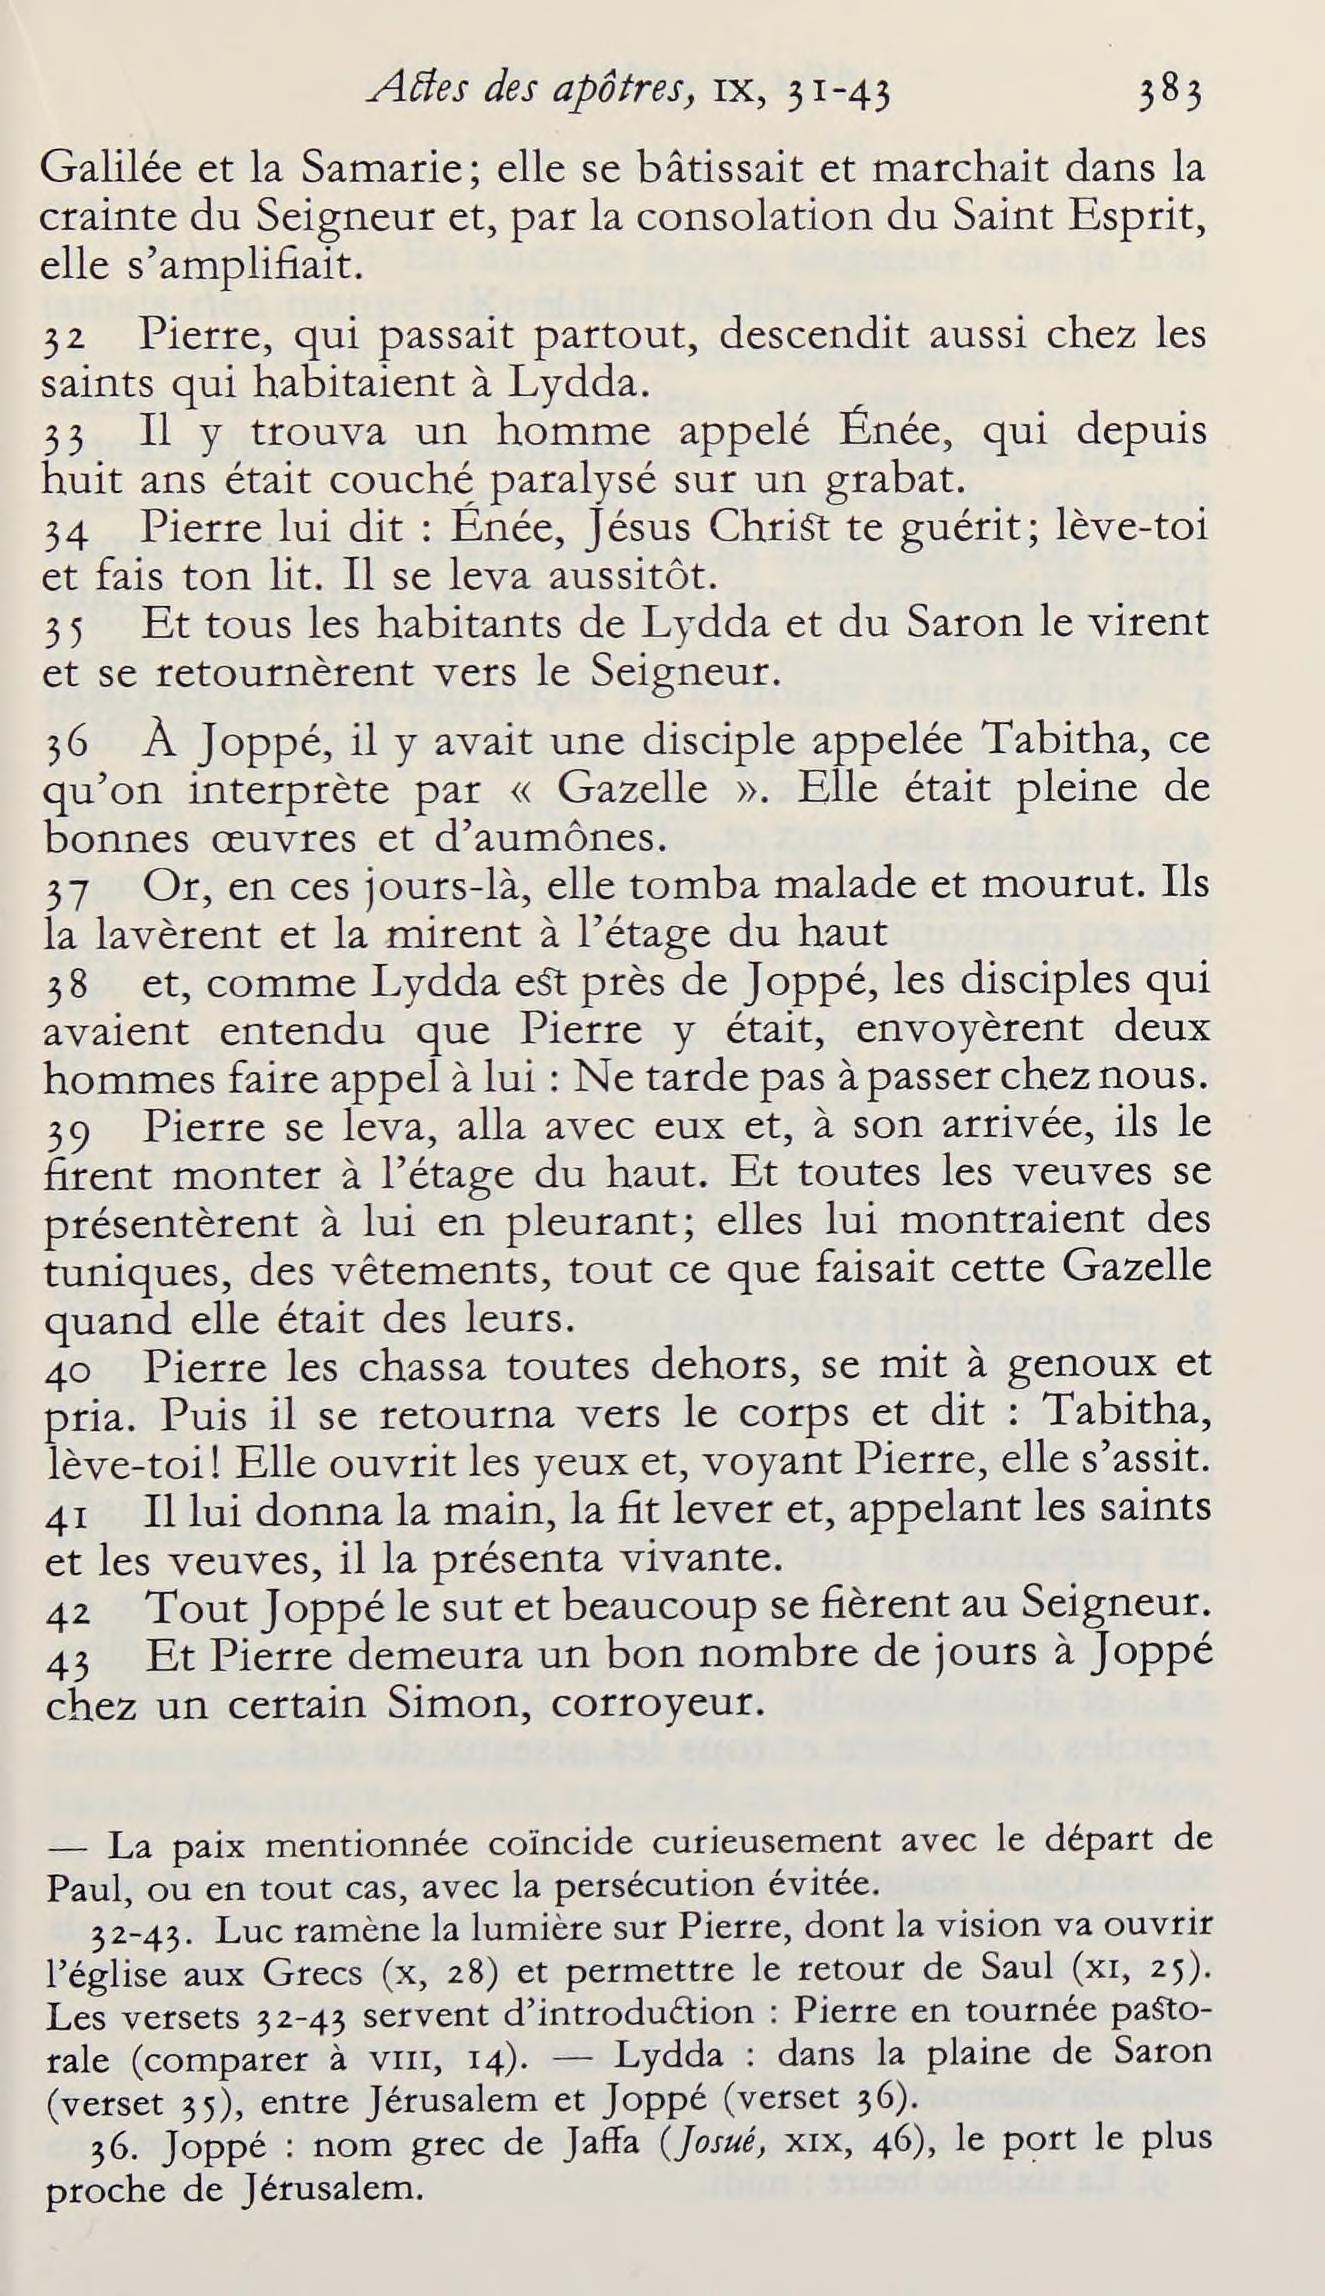 Actes des apôtres, IX, 31-43 383
Galilée et la Samarie; elle se bâtissait et marchait dans la
crainte du Seigneur et, par la consolation du Saint Esprit,
elle s’amplifiait.
32 Pierre, qui passait partout, descendit aussi chez les
saints qui habitaient à Lydda.
33 Il y trouva un homme appelé Énée, qui depuis
huit ans était couché paralysé sur un grabat.
34 Pierre lui dit : Énée, Jésus Christ te guérit; lève-toi
et fais ton lit. Il se leva aussitôt.
35 Et tous les habitants de Lydda et du Saron le virent
et se retournèrent vers le Seigneur.
36 À Joppé, il y avait une disciple appelée Tabitha, ce
qu’on interprète par « Gazelle ». Elle était pleine de
bonnes œuvres et d’aumônes.
37 Or, en ces jours-là, elle tomba malade et mourut. Ils
la lavèrent et la mirent à l’étage du haut
38 et, comme Lydda est près de Joppé, les disciples qui
avaient entendu que Pierre y était, envoyèrent deux
hommes faire appel à lui : Ne tarde pas à passer chez nous.
39 Pierre se leva, alla avec eux et, à son arrivée, ils le
firent monter à l’étage du haut. Et toutes les veuves se
présentèrent à lui en pleurant; elles lui montraient des
tuniques, des vêtements, tout ce que faisait cette Gazelle
quand elle était des leurs.
40 Pierre les chassa toutes dehors, se mit à genoux et
pria. Puis il se retourna vers le corps et dit : Tabitha,
lève-toi! Elle ouvrit les yeux et, voyant Pierre, elle s’assit.
41 Il lui donna la main, la fit lever et, appelant les saints
et les veuves, il la présenta vivante.
42 Tout Joppé le sut et beaucoup se fièrent au Seigneur.
43 Et Pierre demeura un bon nombre de jours à Joppé
chez un certain Simon, corroyeur.
— La paix mentionnée coïncide curieusement avec le départ de
Paul, ou en tout cas, avec la persécution évitée.
32-43. Luc ramène la lumière sur Pierre, dont la vision va ouvrir
l’église aux Grecs (X, 28) et permettre le retour de Saul (XI, 25).
Les versets 32-43 servent d’introduction : Pierre en tournée pasto-
rale (comparer à VIII, 14). — Lydda : dans la plaine de Saron
(verset 35), entre Jérusalem et Joppé (verset 36).
36. Joppé : nom grec de Jaffa (Josué, XIX, 46), le port le plus
proche de Jérusalem.